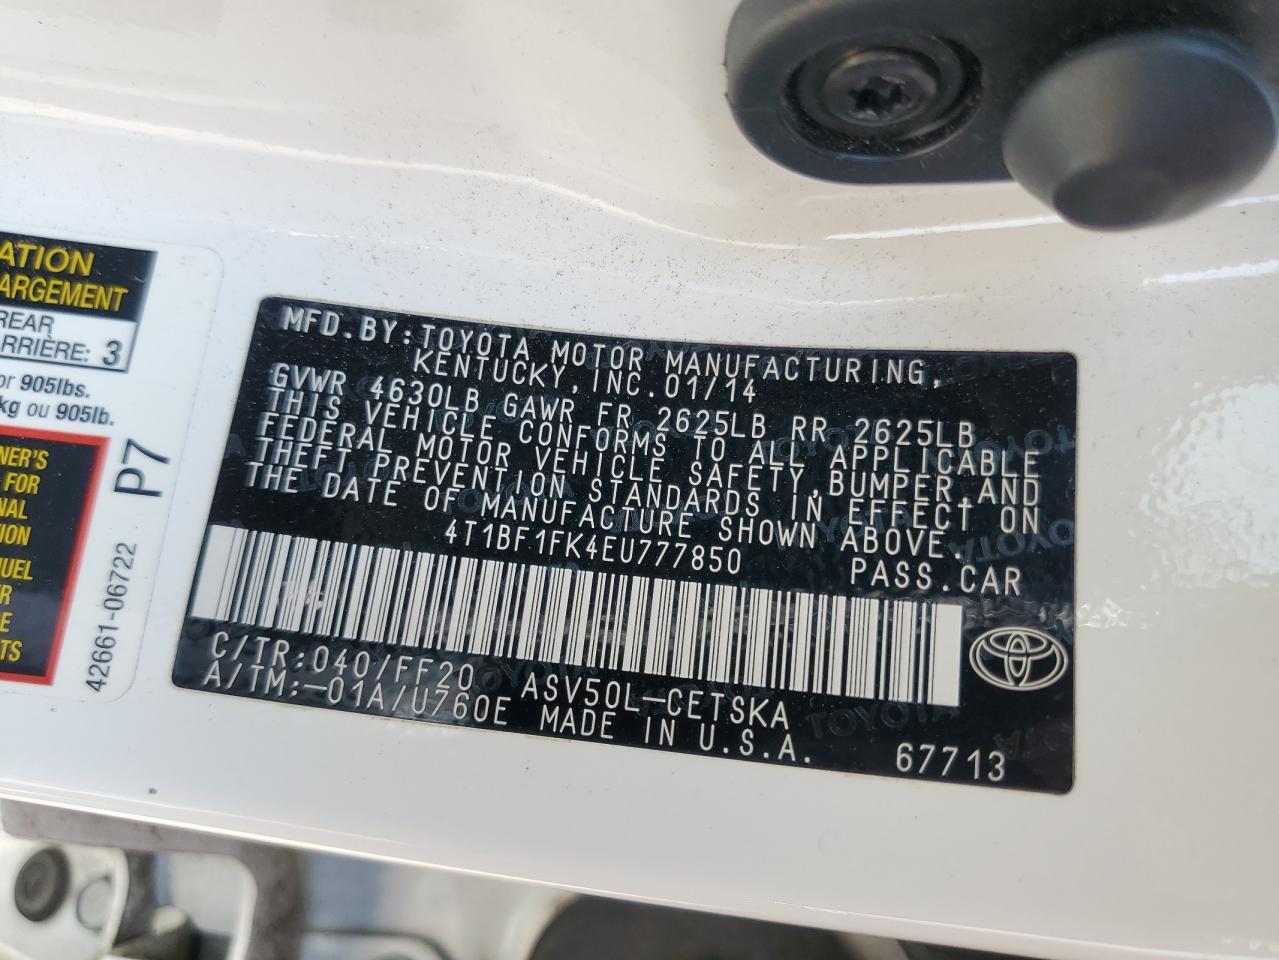 ATION
ARGEMENT
REAR
ARRIÈRE: 3
or 905lbs.
kg ou 905lb.
NER'S
FOR
NAL
TION
NUEL
R
E
TS
P7
42661-06722
MFD.BY:TOYOTA MOTOR MANUFACTURING,
KENTUCKY,INC.01/14
GVWR 4630LB GAWR FR 2625LB RR 2625LB
THIS VEHICLE CONFORMS TO ALL APPLICABLE
FEDERAL MOTOR VEHICLE SAFETY,BUMPER,AND
THEFT PREVENTION STANDARDS IN EFFECT ON
THE DATE OF MANUFACTURE SHOWN ABOVE.
4T1BF1FK4EU777850 PASS.CAR
C/TR:040/FF20 ASV50L-CETSKA
A/TM:-01A/U760E MADE IN U.S.A. 67713